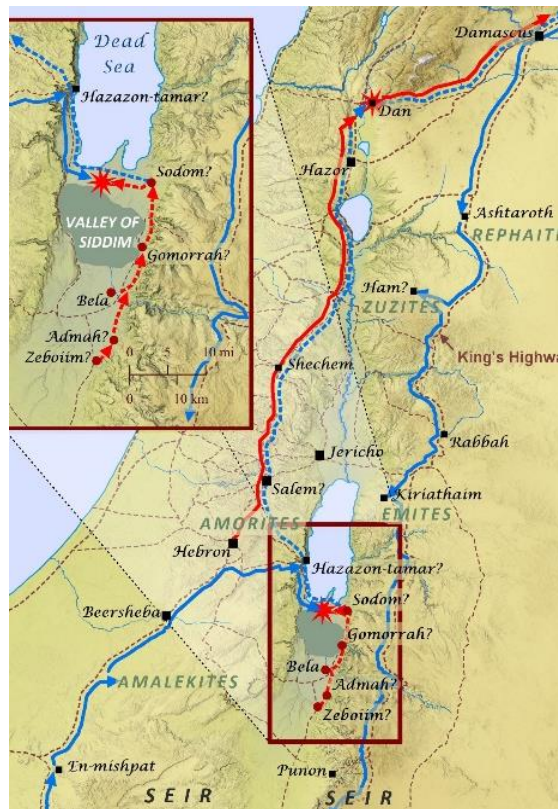 Dead
Sea
Hazazon-tamar?
Sodom?
VALLEY OF
SIDDIM
Gomorrah?
Bela
Admah?
Zeboiim?
0 5 10 mi
0 10 km
Damascus
Dan
Hazor
Ashtaroth
REPHAITES
Ham?
ZUZITES
King's Highway
Shechem
Rabbah
Jericho
Salem?
Kiriathaim
AMORITES
EMITES
Hebron
Hazazon-tamar?
Beersheba
Sodom?
Gomorrah?
Bela
AMALEKITES
Admah?
Zeboiim?
En-mishpat
Punon
SEIR
SEIR